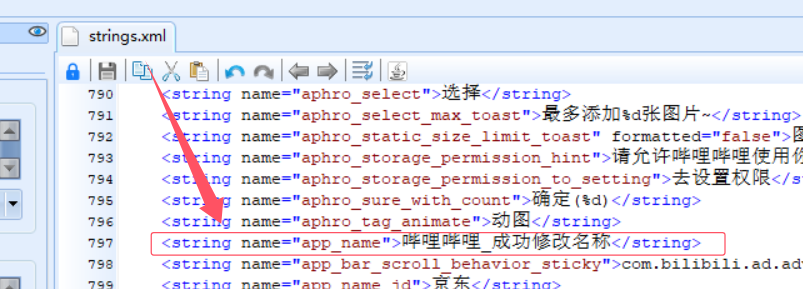 strings.xml
790 <string name="aphro_select">选择</string>
791 <string name="aphro_select_max_toast">最多添加%d张图片~</string>
792 <string name="aphro_static_size_limit_toast" formatted="false">
793 <string name="aphro_storage_permission_hint">请允许哔哩哔哩使用
794 <string name="aphro_storage_permission_to_setting">去设置权限</s
795 <string name="aphro_sure_with_count">确定(%d)</string>
796 <string name="aphro_tag_animate">动图</string>
797 <string name="app_name">哔哩哔哩_成功修改名称</string>
798 <string name="app_bar_scroll_behavior_sticky">com.bilibili.ad.ad
799 <string name="app_name_jd">京东</string>